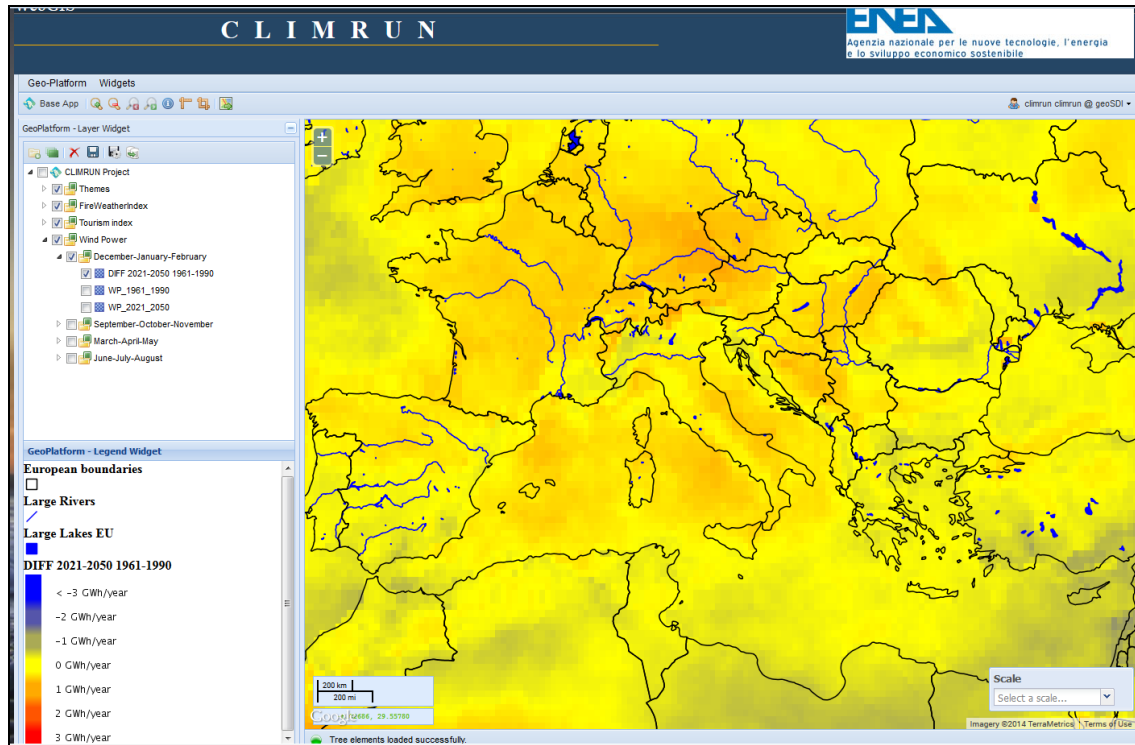 WebGIS
CLIMRUN
ENEA
Agenzia nazionale per le nuove tecnologie, l'energia
e lo sviluppo economico sostenibile
Geo-Platform Widgets
Base App
climrun climrun @ geoSDI
GeoPlatform - Layer Widget
CLIMRUN Project
Themes
FireWeatherIndex
Tourism index
Wind Power
December-January-February
DIFF 2021-2050 1961-1990
WP_1961_1990
WP_2021_2050
September-October-November
March-April-May
June-July-August
GeoPlatform - Legend Widget
European boundaries
Large Rivers
Large Lakes EU
DIFF 2021-2050 1961-1990
< -3 GWh/year
-2 GWh/year
-1 GWh/year
0 GWh/year
1 GWh/year
2 GWh/year
3 GWh/year
+
−
200 km
200 mi
Google
, 29.55760
Scale
Select a scale...
Imagery ©2014 TerraMetrics
Terms of Use
Tree elements loaded successfully.